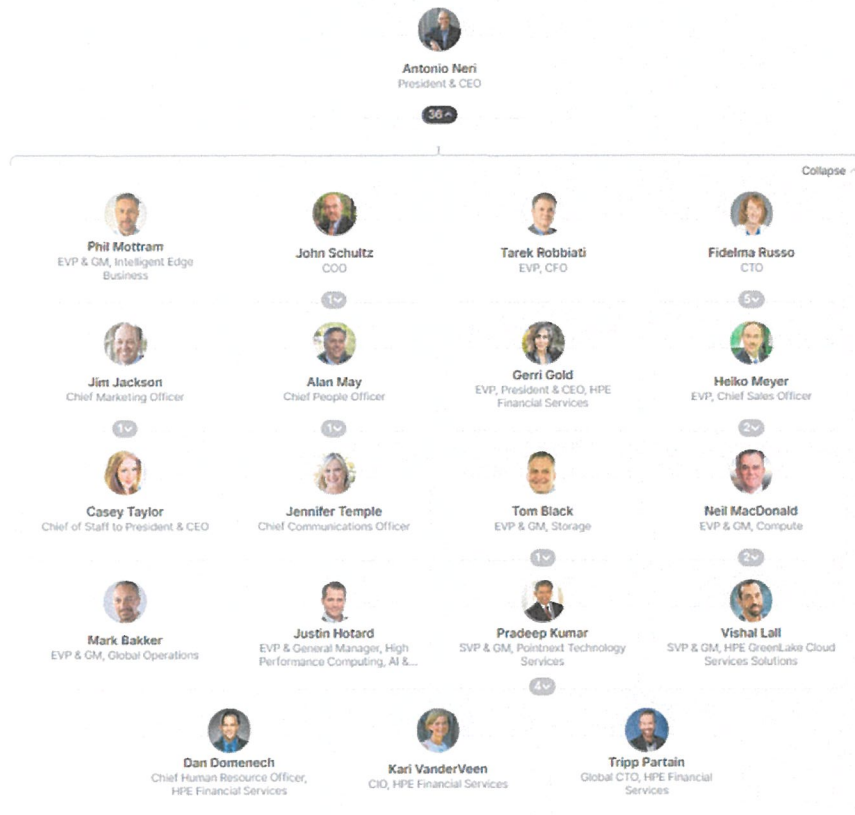 Antonio Neri
President & CEO
36
Collapse
Phil Mottram
EVP & GM, Intelligent Edge
Business
John Schultz
COO
1
Tarek Robbiati
EVP, CFO
Fidelma Russo
CTO
5
Jim Jackson
Chief Marketing Officer
1
Alan May
Chief People Officer
1
Gerri Gold
EVP, President & CEO, HPE
Financial Services
Heiko Meyer
EVP, Chief Sales Officer
2
Casey Taylor
Chief of Staff to President & CEO
Jennifer Temple
Chief Communications Officer
Tom Black
EVP & GM, Storage
1
Neil MacDonald
EVP & GM, Compute
2
Mark Bakker
EVP & GM, Global Operations
Justin Hotard
EVP & General Manager, High
Performance Computing, AI &...
Pradeep Kumar
SVP & GM, Pointnext Technology
Services
4
Vishal Lall
SVP & GM, HPE GreenLake Cloud
Services Solutions
Dan Domenech
Chief Human Resource Officer,
HPE Financial Services
Kari VanderVeen
CIO, HPE Financial Services
Tripp Partain
Global CTO, HPE Financial
Services